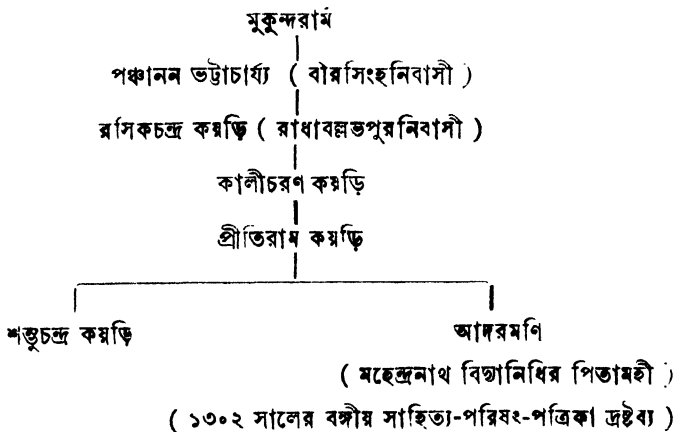 মুকুন্দরাম
পঞ্চানন ভট্টাচার্য্য ( বীরসিংহনিবাসী )
রসিকচন্দ্র কয়ড়ি ( রাধাবল্লভপুরনিবাসী )
কালীচরণ কয়ড়ি
প্রীতিরাম কয়ড়ি
শম্ভুচন্দ্র কয়ড়ি আদরমণি
( মহেন্দ্রনাথ বিদ্যানিধির পিতামহী )
( ১৩০২ সালের বঙ্গীয় সাহিত্য-পরিষৎ-পত্রিকা দ্রষ্টব্য )